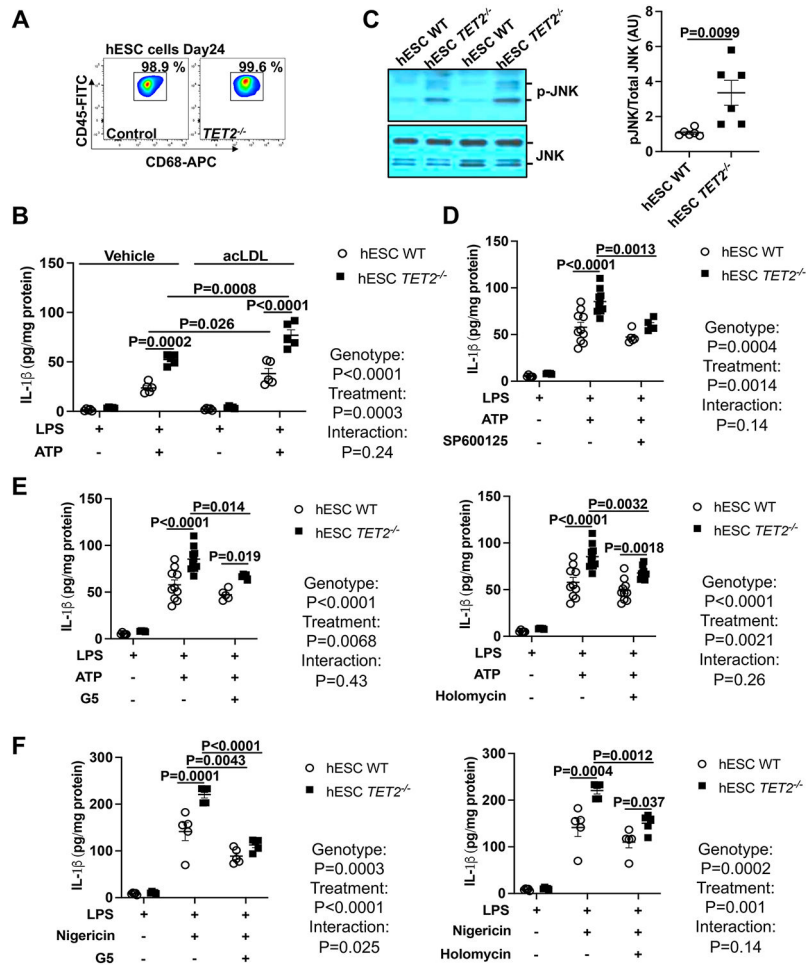 A
hESC cells Day24
98.9 %
99.6 %
CD45-FITC
Control
TET2-/-
CD68-APC
C
hESC WT
hESC TET2-/-
hESC WT
hESC TET2-/-
p-JNK
JNK
pJNK/Total JNK (AU)
8
6
4
2
0
P=0.0099
hESC WT
hESC TET2-/-
B
IL-1β (pg/mg protein)
150
100
50
0
Vehicle
acLDL
P=0.0008
P<0.0001
P=0.026
P=0.0002
LPS + + + +
ATP - + - +
hESC WT
hESC TET2-/-
Genotype:
P<0.0001
Treatment:
P=0.0003
Interaction:
P=0.24
D
IL-1β (pg/mg protein)
150
100
50
0
P=0.0013
P<0.0001
LPS + + +
ATP - + +
SP600125 - - +
hESC WT
hESC TET2-/-
Genotype:
P=0.0004
Treatment:
P=0.0014
Interaction:
P=0.14
E
IL-1β (pg/mg protein)
150
100
50
0
P=0.014
P<0.0001
P=0.019
LPS + + +
ATP - + +
G5 - - +
hESC WT
hESC TET2-/-
Genotype:
P<0.0001
Treatment:
P=0.0068
Interaction:
P=0.43
IL-1β (pg/mg protein)
150
100
50
0
P=0.0032
P<0.0001
P=0.0018
LPS + + +
ATP - + +
Holomycin - - +
hESC WT
hESC TET2-/-
Genotype:
P<0.0001
Treatment:
P=0.0021
Interaction:
P=0.26
F
IL-1β (pg/mg protein)
300
200
100
0
P<0.0001
P=0.0043
P=0.0001
LPS + + +
Nigericin - + +
G5 - - +
hESC WT
hESC TET2-/-
Genotype:
P=0.0003
Treatment:
P<0.0001
Interaction:
P=0.025
IL-1β (pg/mg protein)
300
200
100
0
P=0.0012
P=0.0004
P=0.037
LPS + + +
Nigericin - + +
Holomycin - - +
hESC WT
hESC TET2-/-
Genotype:
P=0.0002
Treatment:
P=0.001
Interaction:
P=0.14